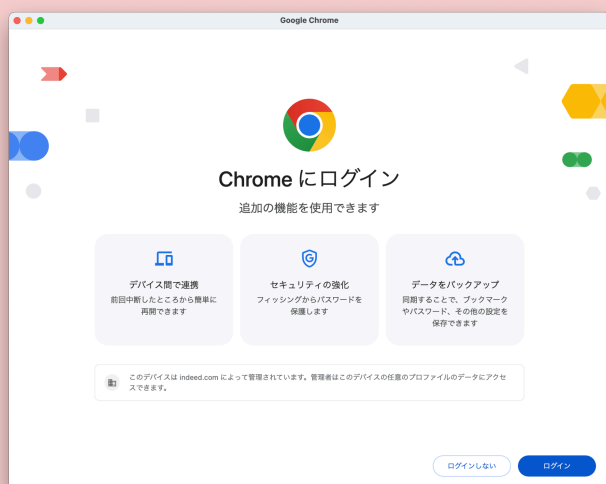 Google Chrome
Chrome にログイン
追加の機能を使用できます
デバイス間で連携
前回中断したところから簡単に
再開できます
セキュリティの強化
フィッシングからパスワードを
保護します
データをバックアップ
同期することで、ブックマーク
やパスワード、その他の設定を
保存できます
このデバイスは indeed.com によって管理されています。管理者はこのデバイスの任意のプロファイルのデータにアクセ
スできます。
ログインしない
ログイン